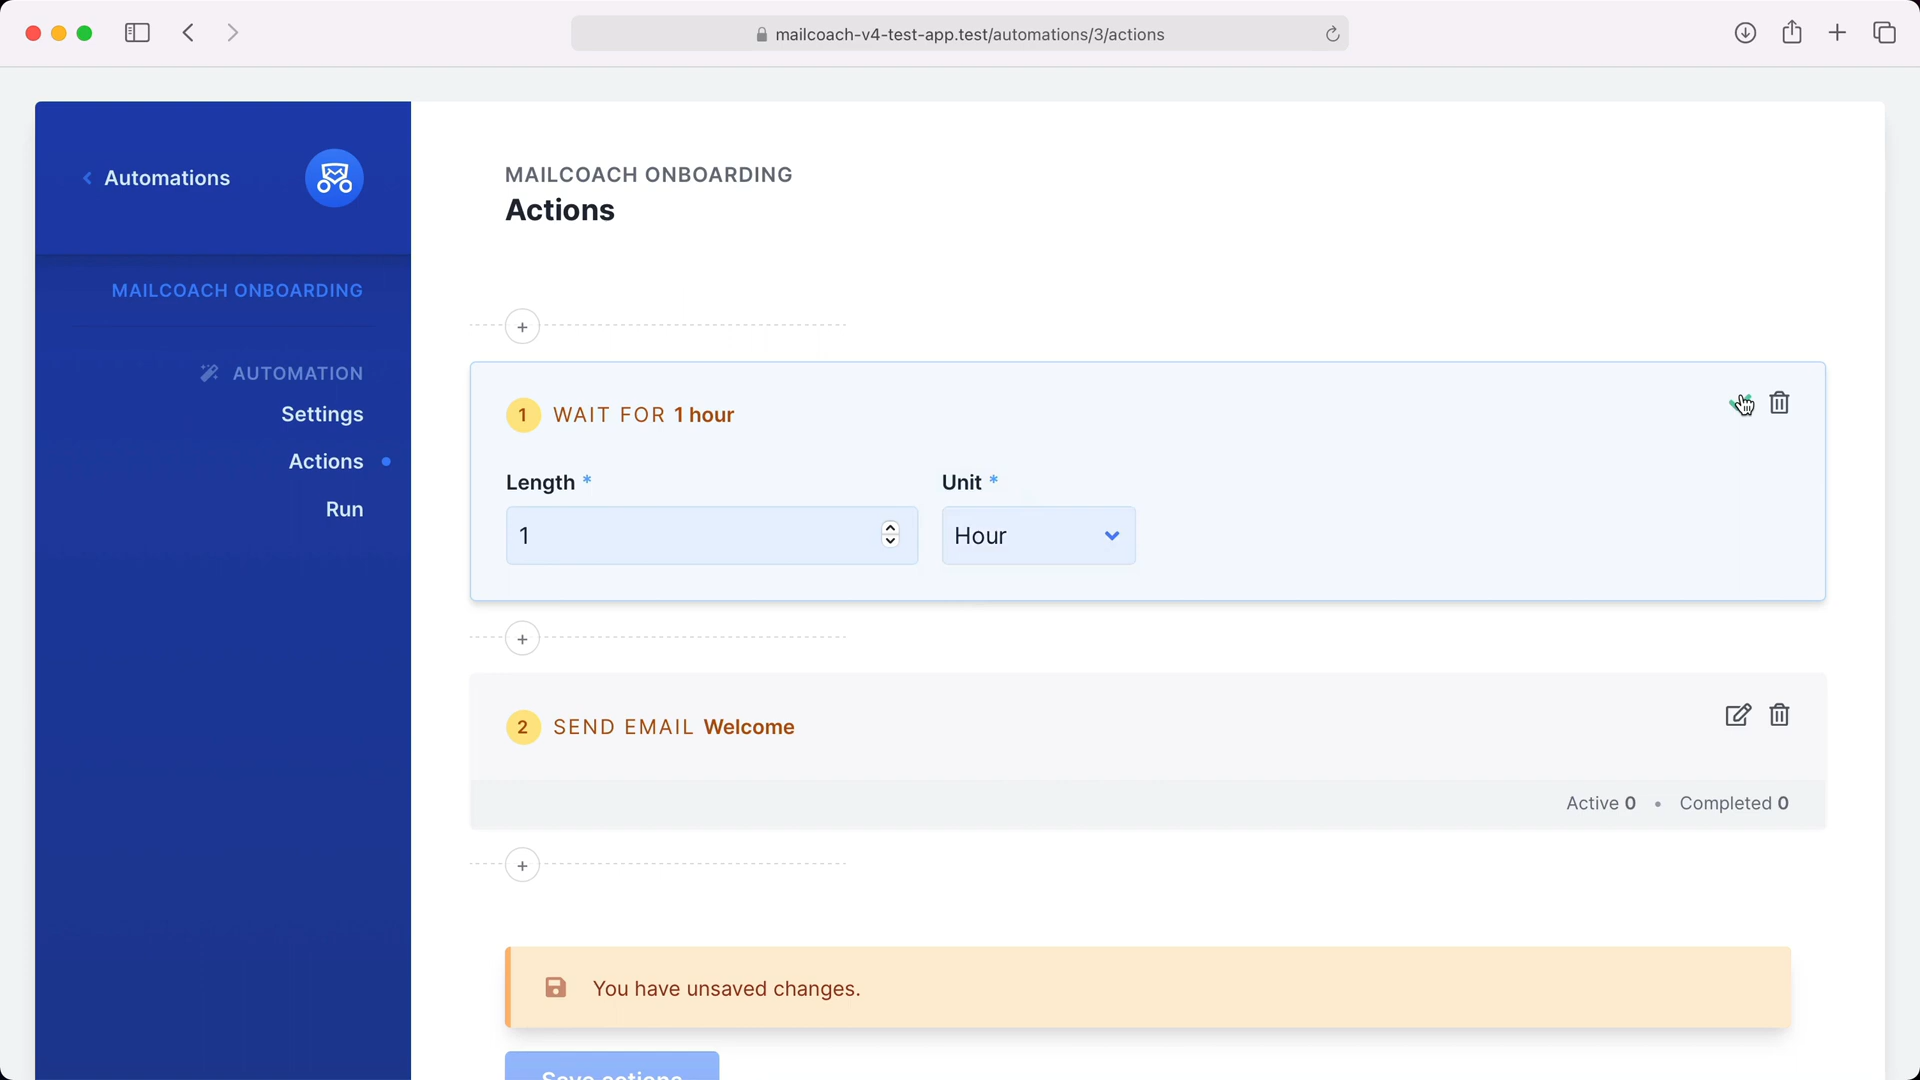 mailcoach-v4-test-app.test/automations/3/actions
Automations
MAILCOACH ONBOARDING
AUTOMATION
Settings
Actions
Run
MAILCOACH ONBOARDING
Actions
+
1 WAIT FOR 1 hour
Length * Unit *
1 Hour
+
2 SEND EMAIL Welcome
Active 0 • Completed 0
+
You have unsaved changes.
Save actions